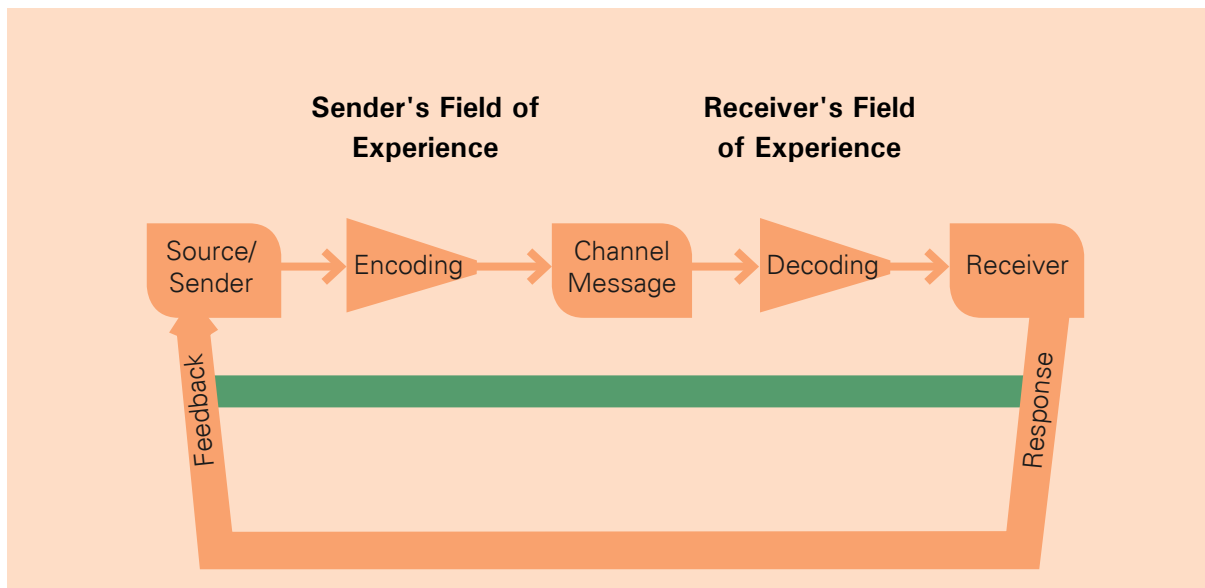 Sender's Field of
Experience
Receiver's Field
of Experience
Source/
Sender
Encoding
Channel
Message
Decoding
Receiver
Feedback
Response